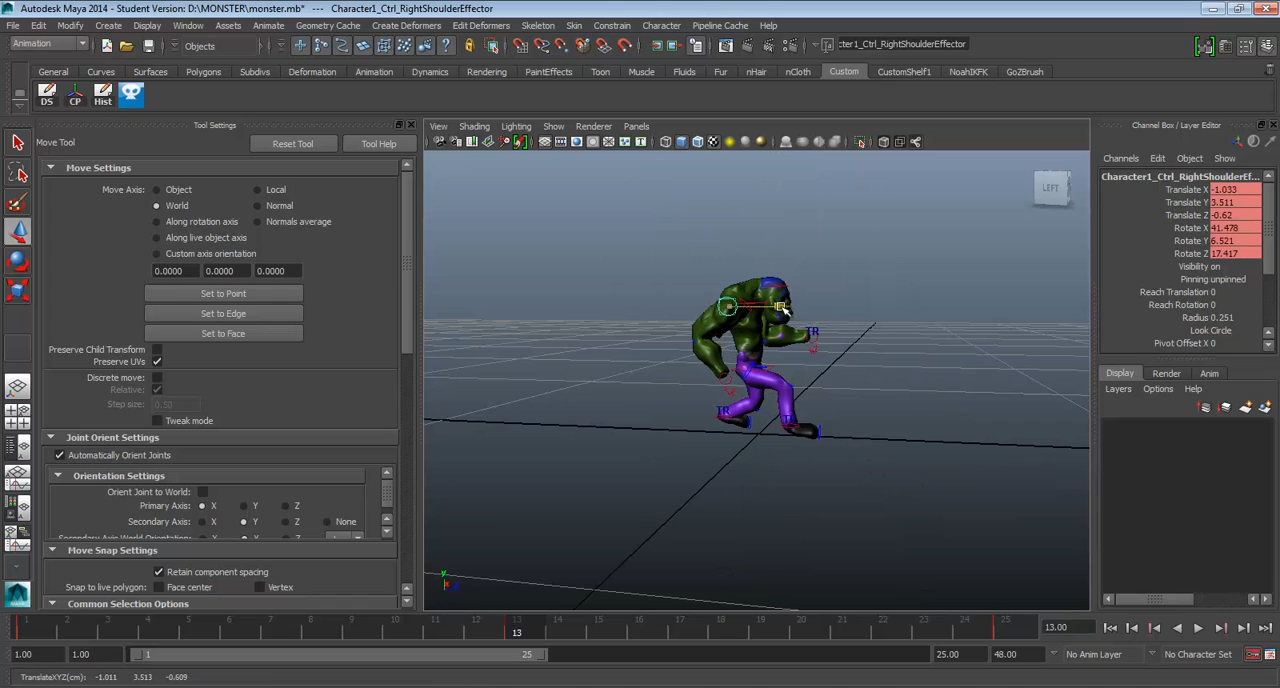 Autodesk Maya 2014 - Student Version: D:\MONSTER\monster.mb* --- Character1_Ctrl_RightShoulderEffector
File Edit Modify Create Display Window Assets Animate Geometry Cache Create Deformers Edit Deformers Skeleton Skin Constrain Character Pipeline Cache Help
Animation Objects :ter1_Ctrl_RightShoulderEffector
General Curves Surfaces Polygons Subdivs Deformation Animation Dynamics Rendering PaintEffects Toon Muscle Fluids Fur nHair nCloth Custom CustomShelf1 NoahIKFK GoZBrush
DS CP Hist
Tool Settings
Move Tool Reset Tool Tool Help
Move Settings
Move Axis: Object Local
World Normal
Along rotation axis Normals average
Along live object axis
Custom axis orientation
0.0000 0.0000 0.0000
Set to Point
Set to Edge
Set to Face
Preserve Child Transform
Preserve UVs
Discrete move:
Relative:
Step size: 0.50
Tweak mode
Joint Orient Settings
Automatically Orient Joints
Orientation Settings
Orient Joint to World
Primary Axis: X Y Z
Secondary Axis: X Y None
Secondary Axis World Orientation:
Move Snap Settings
Retain component spacing
Snap to live polygon: Face center Vertex
Common Selection Options
View Shading Lighting Show Renderer Panels
LEFT
TR
TR
TR
y
Channel Box / Layer Editor
Channels Edit Object Show
Character1_Ctrl_RightShoulderEf...
Translate X -1.033
Translate Y 3.511
Translate Z -0.62
Rotate X 41.478
Rotate Y 6.521
Rotate Z 17.417
Visibility on
Pinning unpinned
Reach Translation 0
Reach Rotation 0
Radius 0.251
Look Circle
Pivot Offset X 0
Display Render Anim
Layers Options Help
1 2 3 4 5 6 7 8 9 10 11 12 13 14 15 16 17 18 19 20 21 22 23 24 25
13.00
1.00 1.00 1 25 25.00 48.00 No Anim Layer No Character Set
TranslateXYZ(cm): -1.011 3.513 -0.609